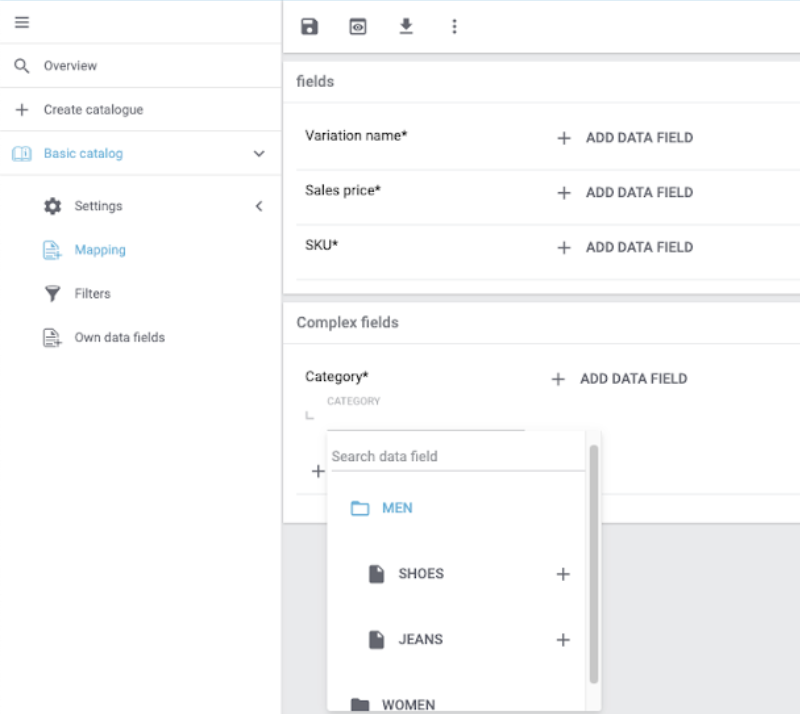 Overview
Create catalogue
Basic catalog
Settings
Mapping
Filters
Own data fields
fields
Variation name* ADD DATA FIELD
Sales price* ADD DATA FIELD
SKU* ADD DATA FIELD
Complex fields
Category* ADD DATA FIELD
CATEGORY
Search data field
MEN
SHOES
JEANS
WOMEN